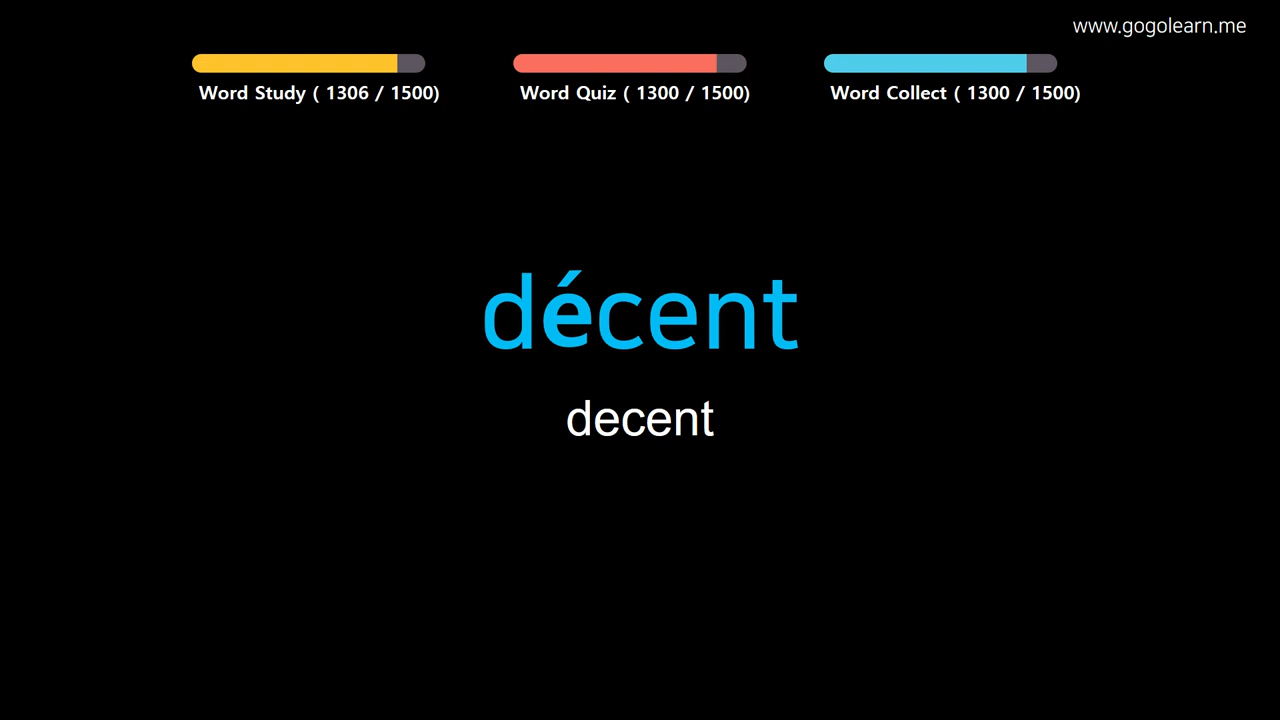 www.gogolearn.me
Word Study ( 1306 / 1500)
Word Quiz ( 1300 / 1500)
Word Collect ( 1300 / 1500)
décent
decent